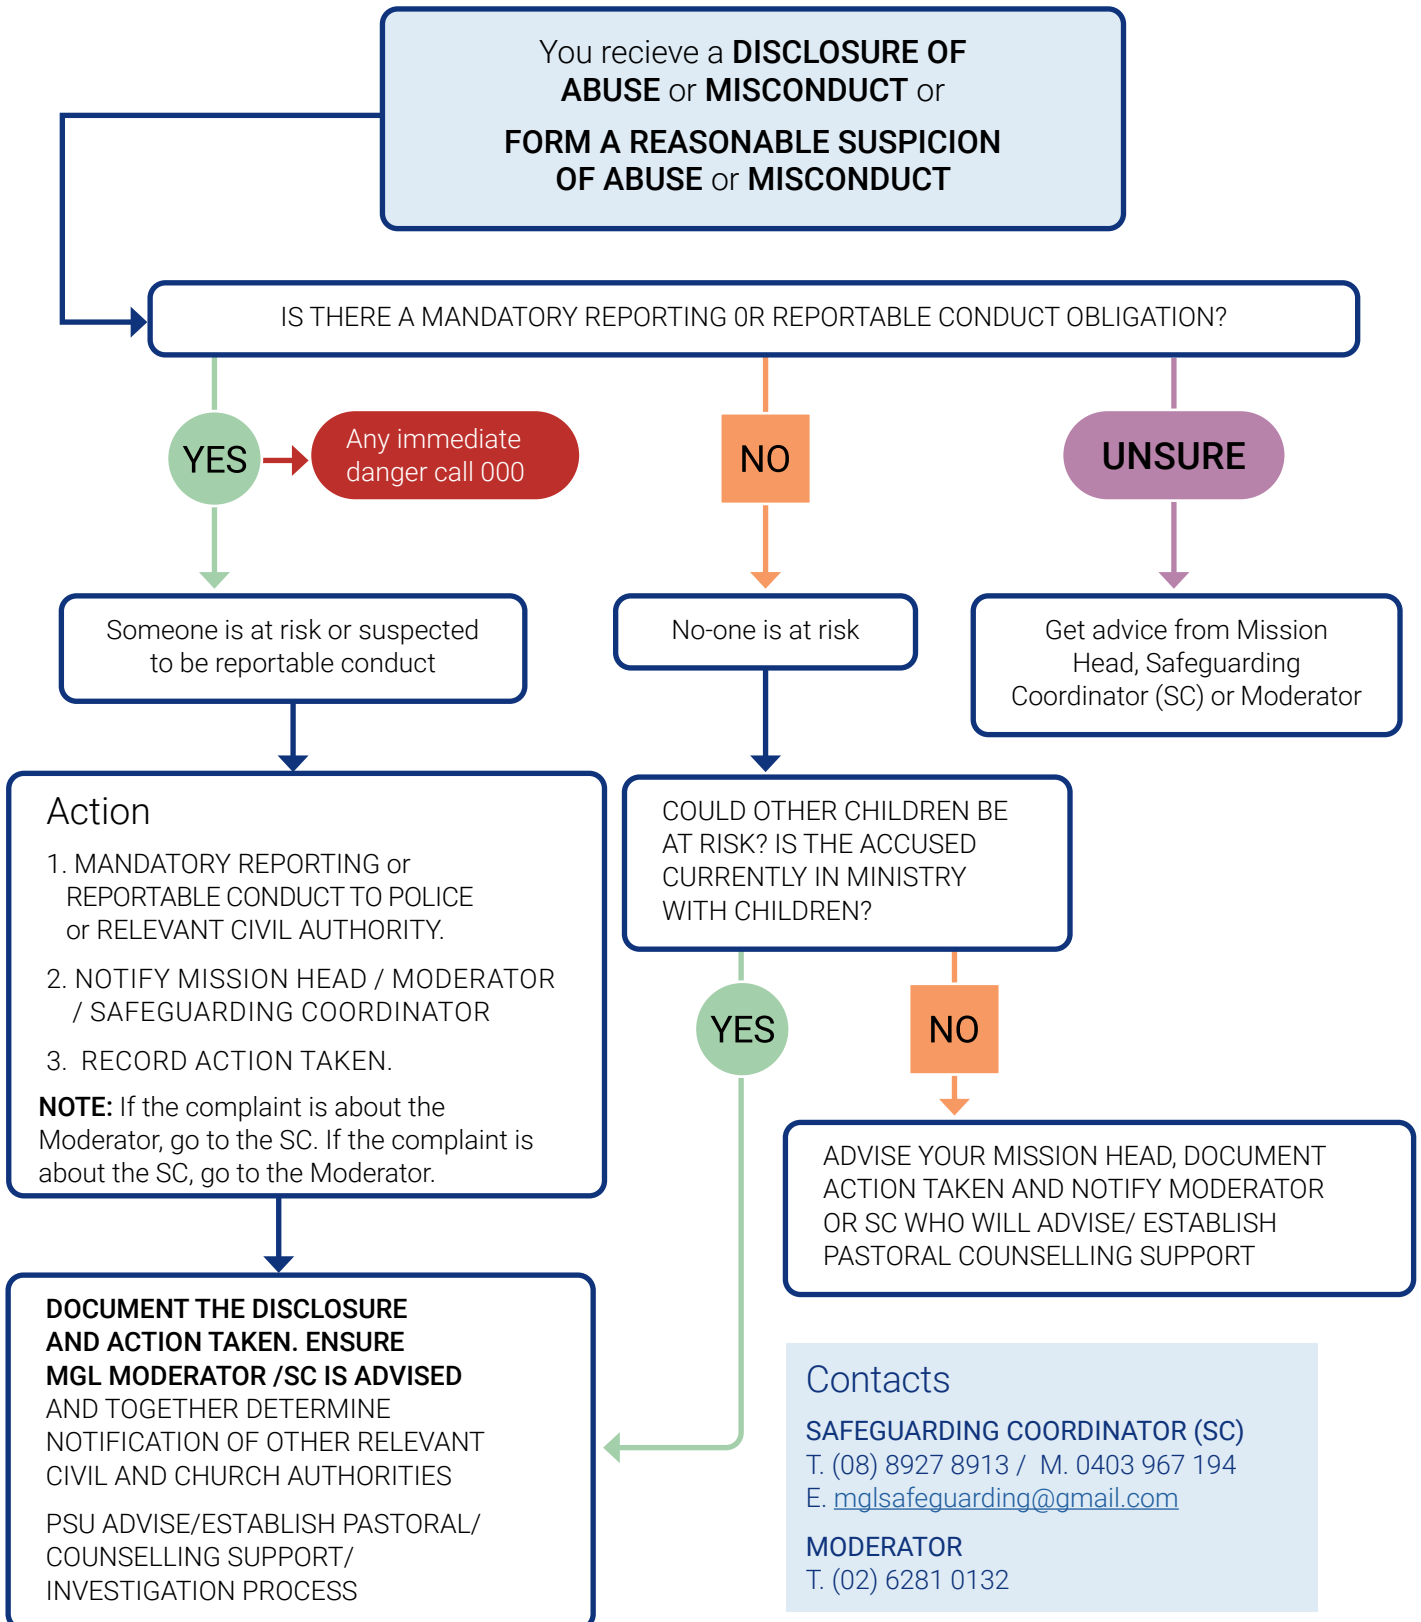 You recieve a DISCLOSURE OF
ABUSE or MISCONDUCT or
FORM A REASONABLE SUSPICION
OF ABUSE or MISCONDUCT
IS THERE A MANDATORY REPORTING 0R REPORTABLE CONDUCT OBLIGATION?
YES
Any immediate
danger call 000
NO
UNSURE
Someone is at risk or suspected
to be reportable conduct
No-one is at risk
Get advice from Mission
Head, Safeguarding
Coordinator (SC) or Moderator
Action
1. MANDATORY REPORTING or
REPORTABLE CONDUCT TO POLICE
or RELEVANT CIVIL AUTHORITY.
2. NOTIFY MISSION HEAD / MODERATOR
/ SAFEGUARDING COORDINATOR
3. RECORD ACTION TAKEN.
NOTE: If the complaint is about the
Moderator, go to the SC. If the complaint is
about the SC, go to the Moderator.
COULD OTHER CHILDREN BE
AT RISK? IS THE ACCUSED
CURRENTLY IN MINISTRY
WITH CHILDREN?
YES
NO
ADVISE YOUR MISSION HEAD, DOCUMENT
ACTION TAKEN AND NOTIFY MODERATOR
OR SC WHO WILL ADVISE/ ESTABLISH
PASTORAL COUNSELLING SUPPORT
DOCUMENT THE DISCLOSURE
AND ACTION TAKEN. ENSURE
MGL MODERATOR /SC IS ADVISED
AND TOGETHER DETERMINE
NOTIFICATION OF OTHER RELEVANT
CIVIL AND CHURCH AUTHORITIES
PSU ADVISE/ESTABLISH PASTORAL/
COUNSELLING SUPPORT/
INVESTIGATION PROCESS
Contacts
SAFEGUARDING COORDINATOR (SC)
T. (08) 8927 8913 / M. 0403 967 194
E. mglsafeguarding@gmail.com
MODERATOR
T. (02) 6281 0132